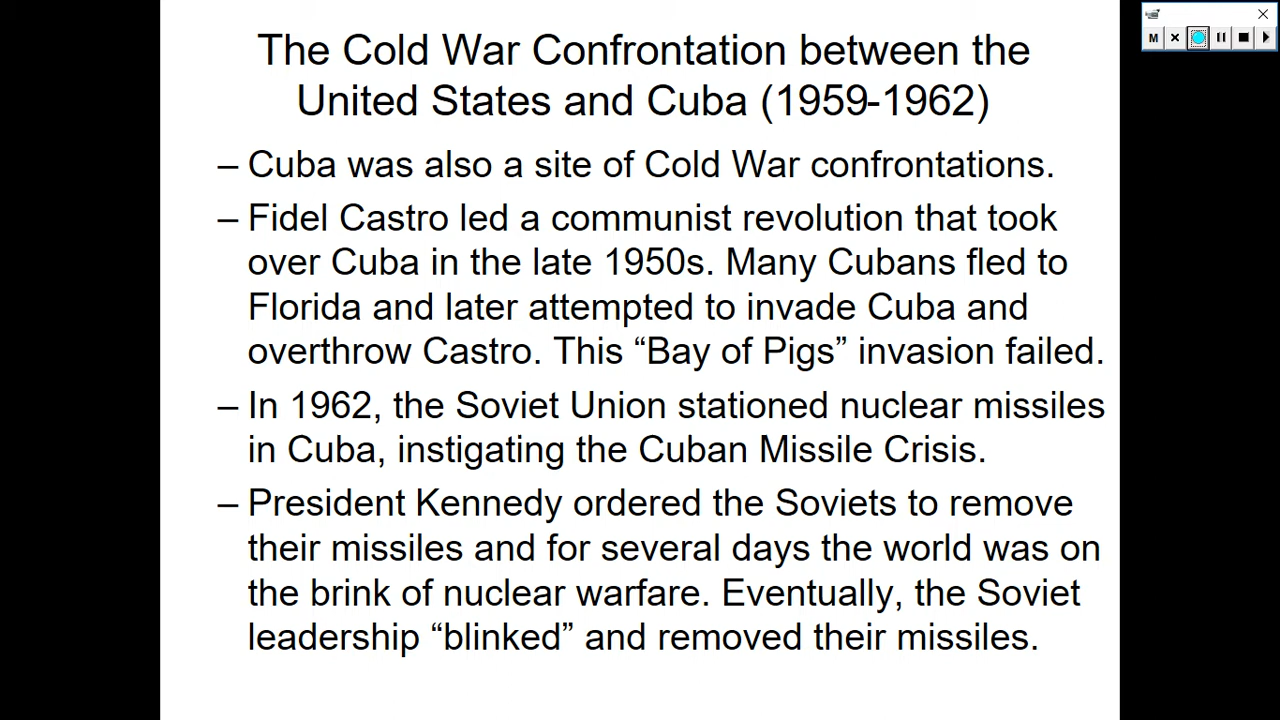 The Cold War Confrontation between the
United States and Cuba (1959-1962)
– Cuba was also a site of Cold War confrontations.
– Fidel Castro led a communist revolution that took
over Cuba in the late 1950s. Many Cubans fled to
Florida and later attempted to invade Cuba and
overthrow Castro. This “Bay of Pigs” invasion failed.
– In 1962, the Soviet Union stationed nuclear missiles
in Cuba, instigating the Cuban Missile Crisis.
– President Kennedy ordered the Soviets to remove
their missiles and for several days the world was on
the brink of nuclear warfare. Eventually, the Soviet
leadership “blinked” and removed their missiles.
M